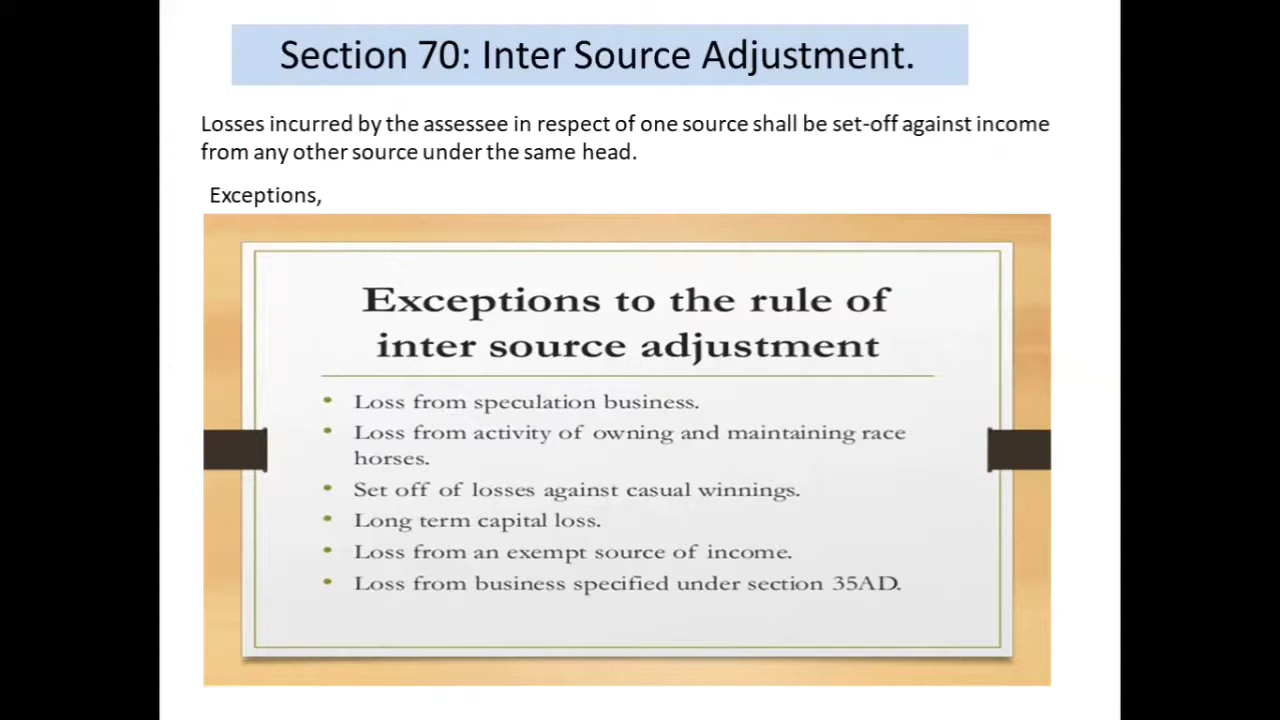 Section 70: Inter Source Adjustment.
Losses incurred by the assessee in respect of one source shall be set-off against income
from any other source under the same head.
Exceptions,
Exceptions to the rule of
inter source adjustment
• Loss from speculation business.
• Loss from activity of owning and maintaining race
horses.
• Set off of losses against casual winnings.
• Long term capital loss.
• Loss from an exempt source of income.
• Loss from business specified under section 35AD.